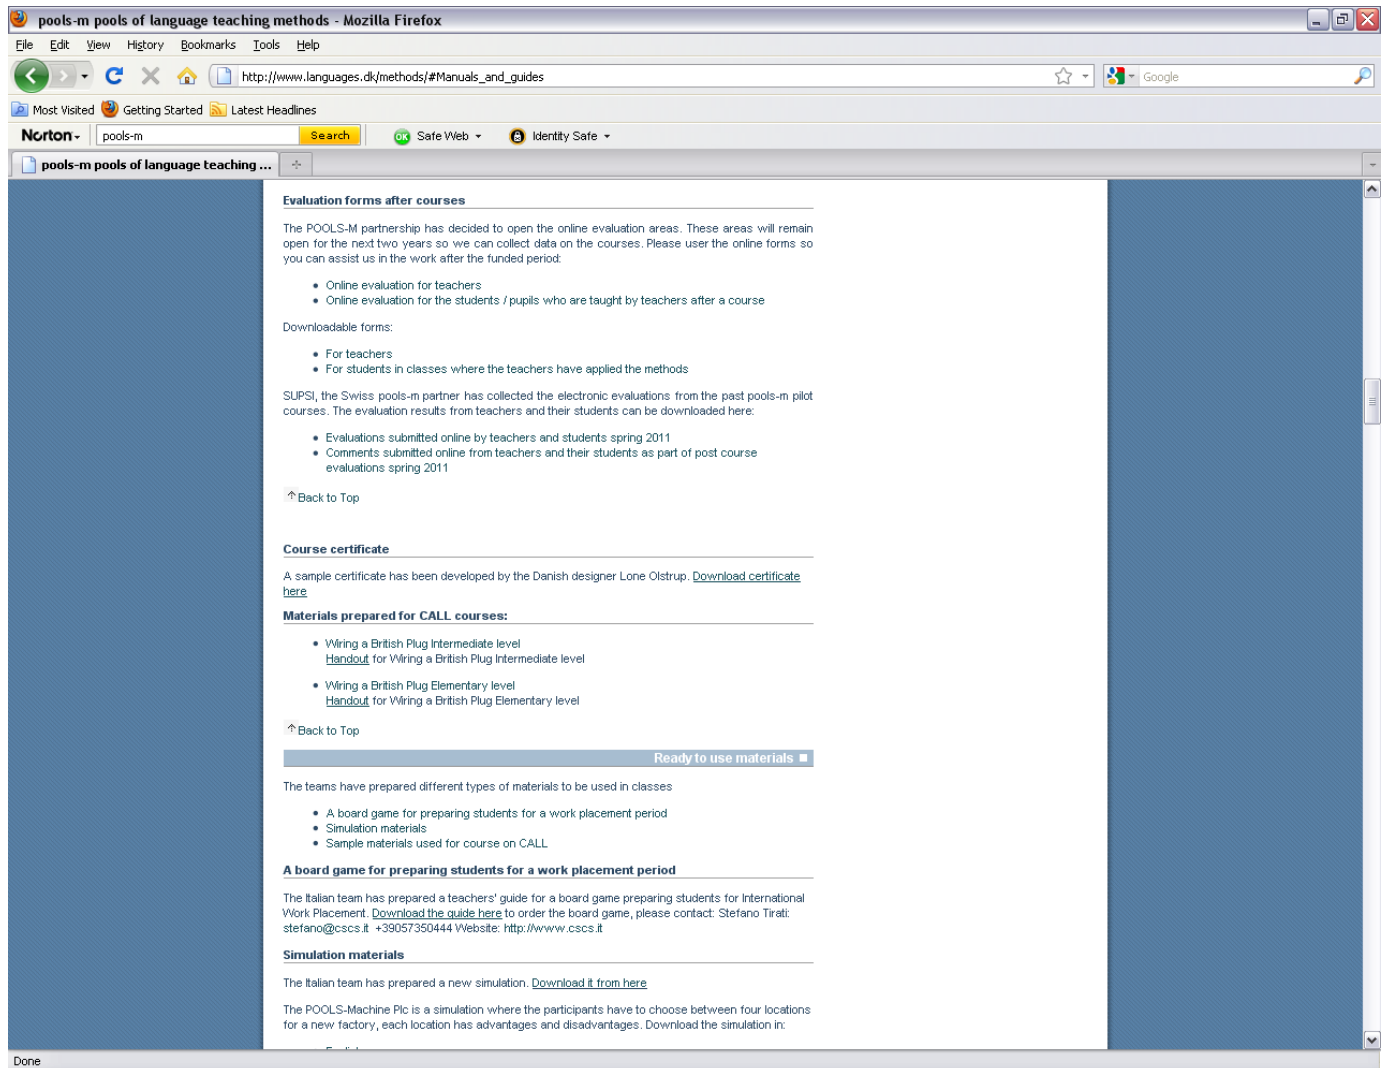 pools-m pools of language teaching methods - Mozilla Firefox
File Edit View History Bookmarks Tools Help
http://www.languages.dk/methods/#Manuals_and_guides
Google
Most Visited Getting Started Latest Headlines
Norton pools-m Search OK Safe Web Identity Safe
pools-m pools of language teaching ...
Evaluation forms after courses
The POOLS-M partnership has decided to open the online evaluation areas. These areas will remain
open for the next two years so we can collect data on the courses. Please user the online forms so
you can assist us in the work after the funded period:
• Online evaluation for teachers
• Online evaluation for the students / pupils who are taught by teachers after a course
Downloadable forms:
• For teachers
• For students in classes where the teachers have applied the methods
SUPSI, the Swiss pools-m partner has collected the electronic evaluations from the past pools-m pilot
courses. The evaluation results from teachers and their students can be downloaded here:
• Evaluations submitted online by teachers and students spring 2011
• Comments submitted online from teachers and their students as part of post course
evaluations spring 2011
Back to Top
Course certificate
A sample certificate has been developed by the Danish designer Lone Olstrup. Download certificate
here
Materials prepared for CALL courses:
• Wiring a British Plug Intermediate level
Handout for Wiring a British Plug Intermediate level
• Wiring a British Plug Elementary level
Handout for Wiring a British Plug Elementary level
Back to Top
Ready to use materials
The teams have prepared different types of materials to be used in classes
• A board game for preparing students for a work placement period
• Simulation materials
• Sample materials used for course on CALL
A board game for preparing students for a work placement period
The Italian team has prepared a teachers' guide for a board game preparing students for International
Work Placement. Download the guide here to order the board game, please contact: Stefano Tirati:
stefano@cscs.it +39057350444 Website: http://www.cscs.it
Simulation materials
The Italian team has prepared a new simulation. Download it from here
The POOLS-Machine Plc is a simulation where the participants have to choose between four locations
for a new factory, each location has advantages and disadvantages. Download the simulation in:
Done